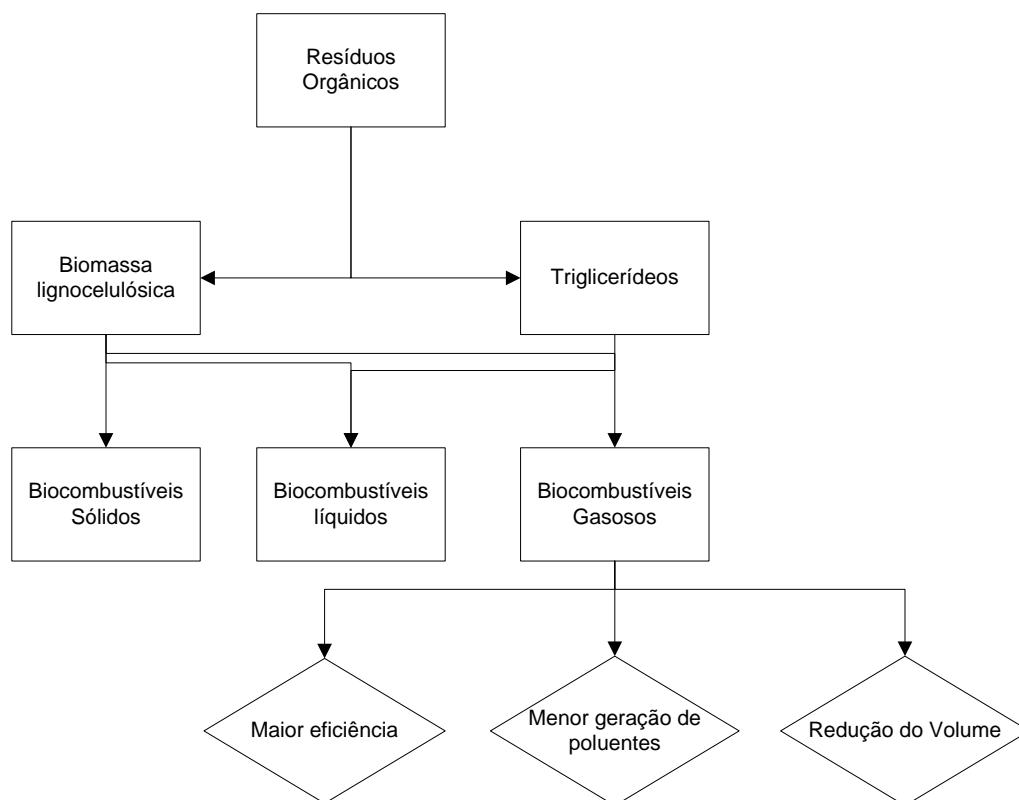 Resíduos
Orgânicos
Biomassa
lignocelulósica
Triglicerídeos
Biocombustíveis
Sólidos
Biocombustíveis
líquidos
Biocombustíveis
Gasosos
Maior eficiência
Menor geração de
poluentes
Redução do Volume